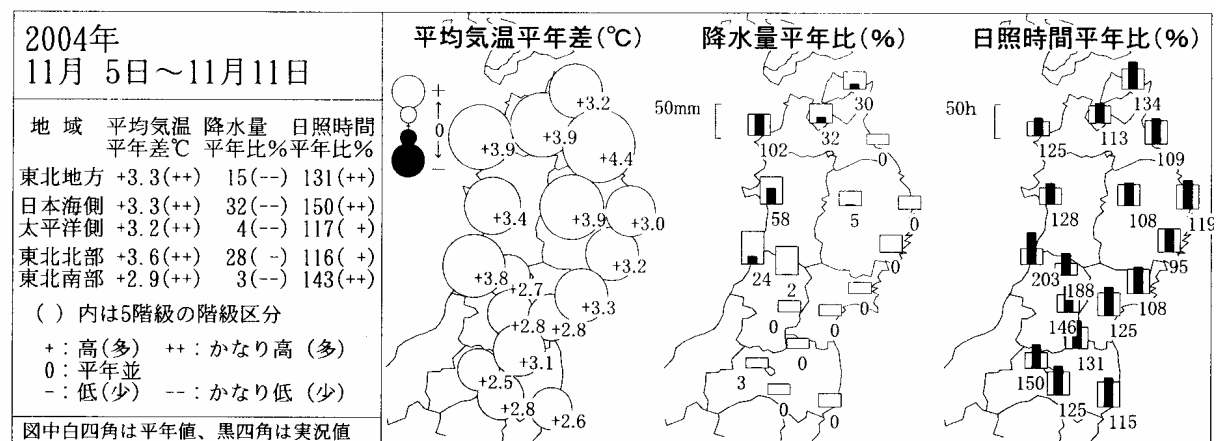 2004年
11月 5日～11月11日
地 域 平均気温 降水量 日照時間
平年差℃ 平年比% 平年比%
東北地方 +3.3(++) 15(--) 131(++)
日本海側 +3.3(++) 32(--) 150(++)
太平洋側 +3.2(++) 4(--) 117( +)
東北北部 +3.6(++) 28( -) 116( +)
東北南部 +2.9(++) 3(--) 143(++)
( ) 内は5階級の階級区分
+：高(多) ++：かなり高 (多)
0：平年並
-：低(少) --：かなり低 (少)
図中白四角は平年値、黒四角は実況値
平均気温平年差(℃)
+
↑
0
↓
-
+3.2
+3.9
+3.9
+4.4
+3.4
+3.9
+3.0
+3.2
+3.8
+2.7
+3.3
+2.8
+2.8
+3.1
+2.5
+2.8
+2.6
降水量平年比(%)
50mm
30
32
102
0
58
5
0
0
24
2
0
0
0
0
3
0
0
日照時間平年比(%)
50h
134
113
125
109
128
108
119
95
203
188
108
146
125
131
150
125
115